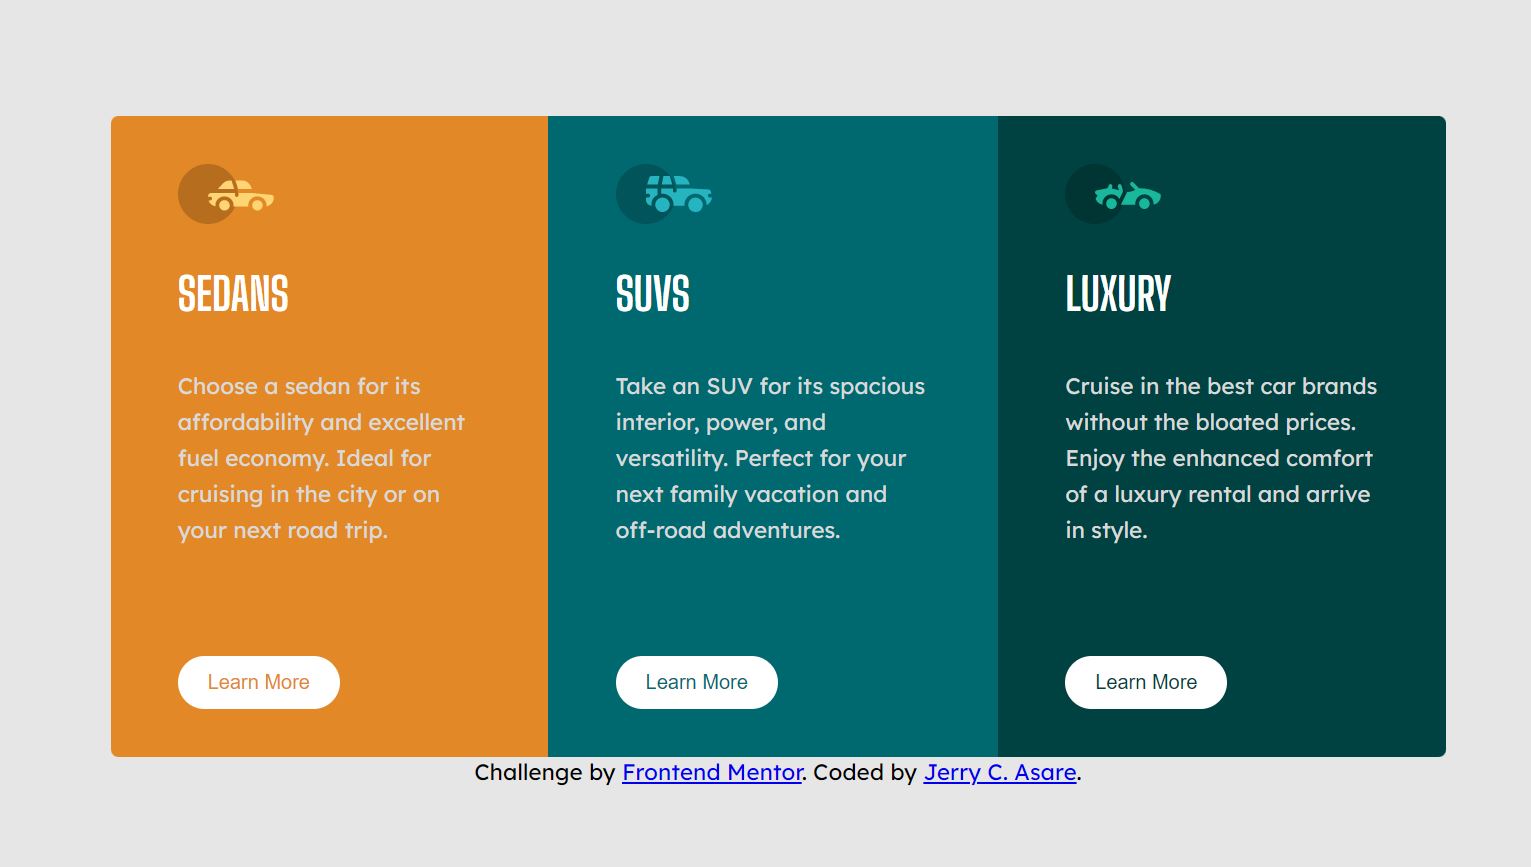 SEDANS
Choose a sedan for its
affordability and excellent
fuel economy. Ideal for
cruising in the city or on
your next road trip.
Learn More
SUVS
Take an SUV for its spacious
interior, power, and
versatility. Perfect for your
next family vacation and
off-road adventures.
Learn More
LUXURY
Cruise in the best car brands
without the bloated prices.
Enjoy the enhanced comfort
of a luxury rental and arrive
in style.
Learn More
Challenge by Frontend Mentor. Coded by Jerry C. Asare.